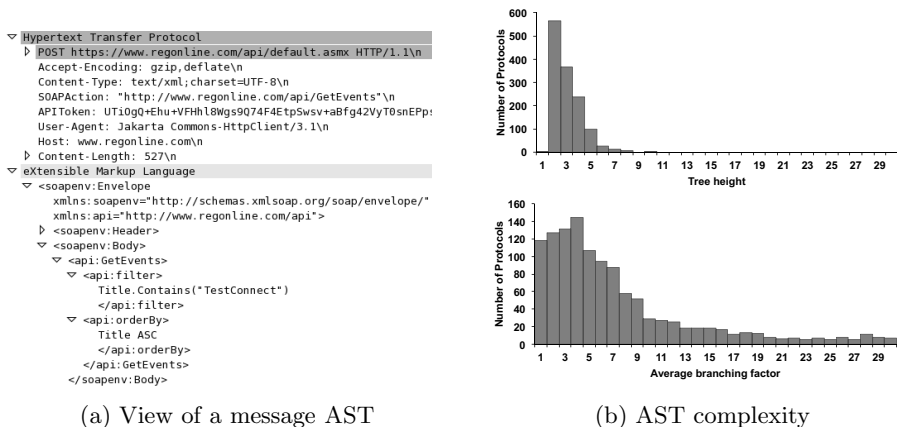 Hypertext Transfer Protocol
POST https://www.regonline.com/api/default.asmx HTTP/1.1\n
Accept-Encoding: gzip,deflate\n
Content-Type: text/xml;charset=UTF-8\n
SOAPAction: "http://www.regonline.com/api/GetEvents"\n
APIToken: UTiOgQ+Ehu+VFHhl8Wgs9Q74F4EtpSwsv+aBfg42VyT0snEPps
User-Agent: Jakarta Commons-HttpClient/3.1\n
Host: www.regonline.com\n
Content-Length: 527\n
eXtensible Markup Language
<soapenv:Envelope
xmlns:soapenv="http://schemas.xmlsoap.org/soap/envelope/"
xmlns:api="http://www.regonline.com/api">
<soapenv:Header>
<soapenv:Body>
<api:GetEvents>
<api:filter>
Title.Contains("TestConnect")
</api:filter>
<api:orderBy>
Title ASC
</api:orderBy>
</api:GetEvents>
</soapenv:Body>
(a) View of a message AST
Number of Protocols
600
500
400
300
200
100
0
1 3 5 7 9 11 13 15 17 19 21 23 25 27 29
Tree height
Number of Protocols
160
140
120
100
80
60
40
20
0
1 3 5 7 9 11 13 15 17 19 21 23 25 27 29
Average branching factor
(b) AST complexity